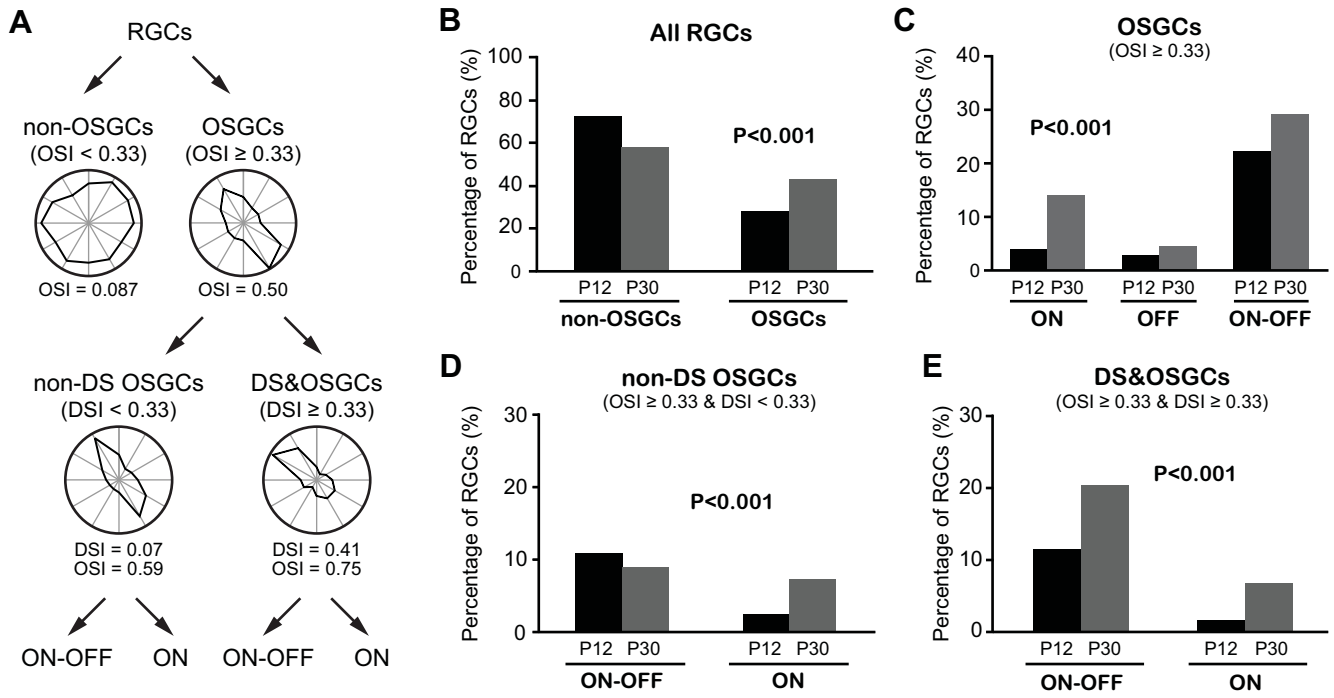 A
RGCs
non-OSGCs OSGCs
(OSI < 0.33) (OSI ≥ 0.33)
OSI = 0.087 OSI = 0.50
non-DS OSGCs DS&OSGCs
(DSI < 0.33) (DSI ≥ 0.33)
DSI = 0.07 DSI = 0.41
OSI = 0.59 OSI = 0.75
ON-OFF ON ON-OFF ON
B
All RGCs
Percentage of RGCs (%)
100
80
60
40
20
0
P<0.001
P12 P30 P12 P30
non-OSGCs OSGCs
C
OSGCs
(OSI ≥ 0.33)
Percentage of RGCs (%)
40
30
20
10
0
P<0.001
P12 P30 P12 P30 P12 P30
ON OFF ON-OFF
D
non-DS OSGCs
(OSI ≥ 0.33 & DSI < 0.33)
Percentage of RGCs (%)
30
20
10
0
P<0.001
P12 P30 P12 P30
ON-OFF ON
E
DS&OSGCs
(OSI ≥ 0.33 & DSI ≥ 0.33)
Percentage of RGCs (%)
30
20
10
0
P<0.001
P12 P30 P12 P30
ON-OFF ON